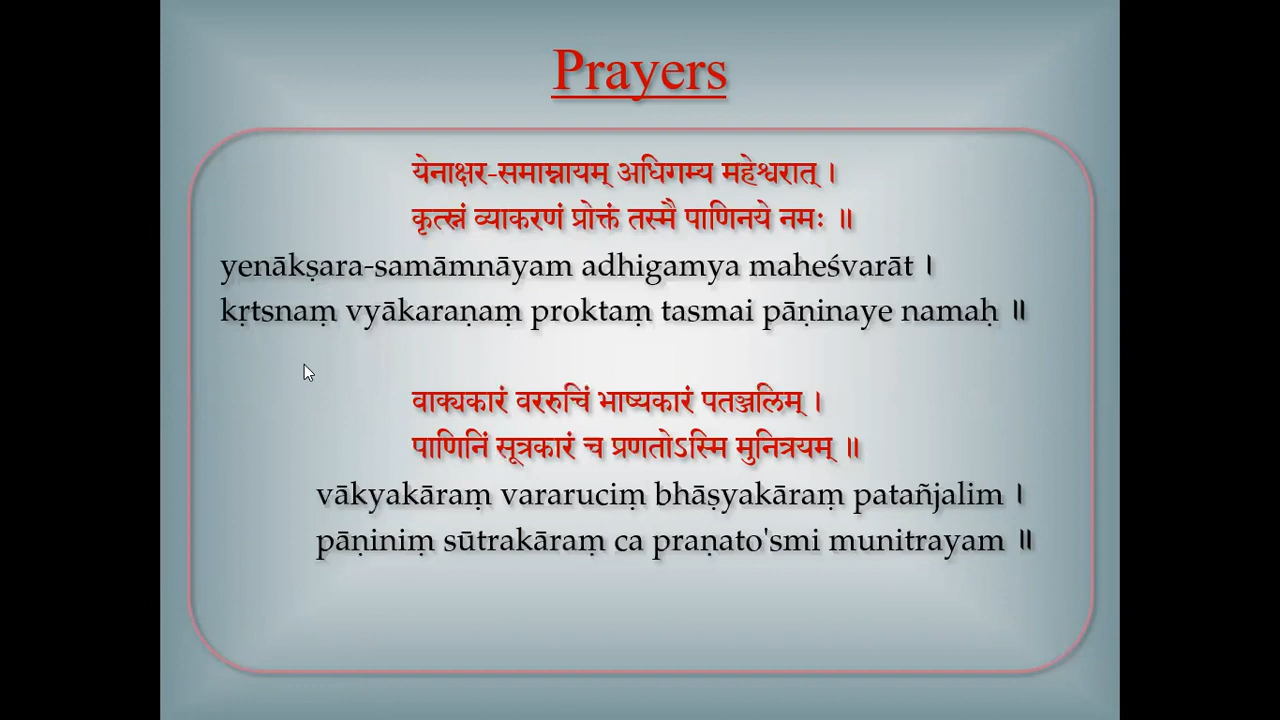 Prayers
येनाक्षर-समाम्नायम् अधिगम्य महेश्वरात् ।
कृत्स्नं व्याकरणं प्रोक्तं तस्मै पाणिनये नमः ॥
yenākṣara-samāmnāyam adhigamya maheśvarāt ।
kṛtsnaṃ vyākaraṇaṃ proktaṃ tasmai pāṇinaye namaḥ ॥
वाक्यकारं वररुचिं भाष्यकारं पतञ्जलिम् ।
पाणिनिं सूत्रकारं च प्रणतोऽस्मि मुनित्रयम् ॥
vākyakāraṃ vararuciṃ bhāṣyakāraṃ patañjalim ।
pāṇiniṃ sūtrakāraṃ ca praṇato'smi munitrayam ॥